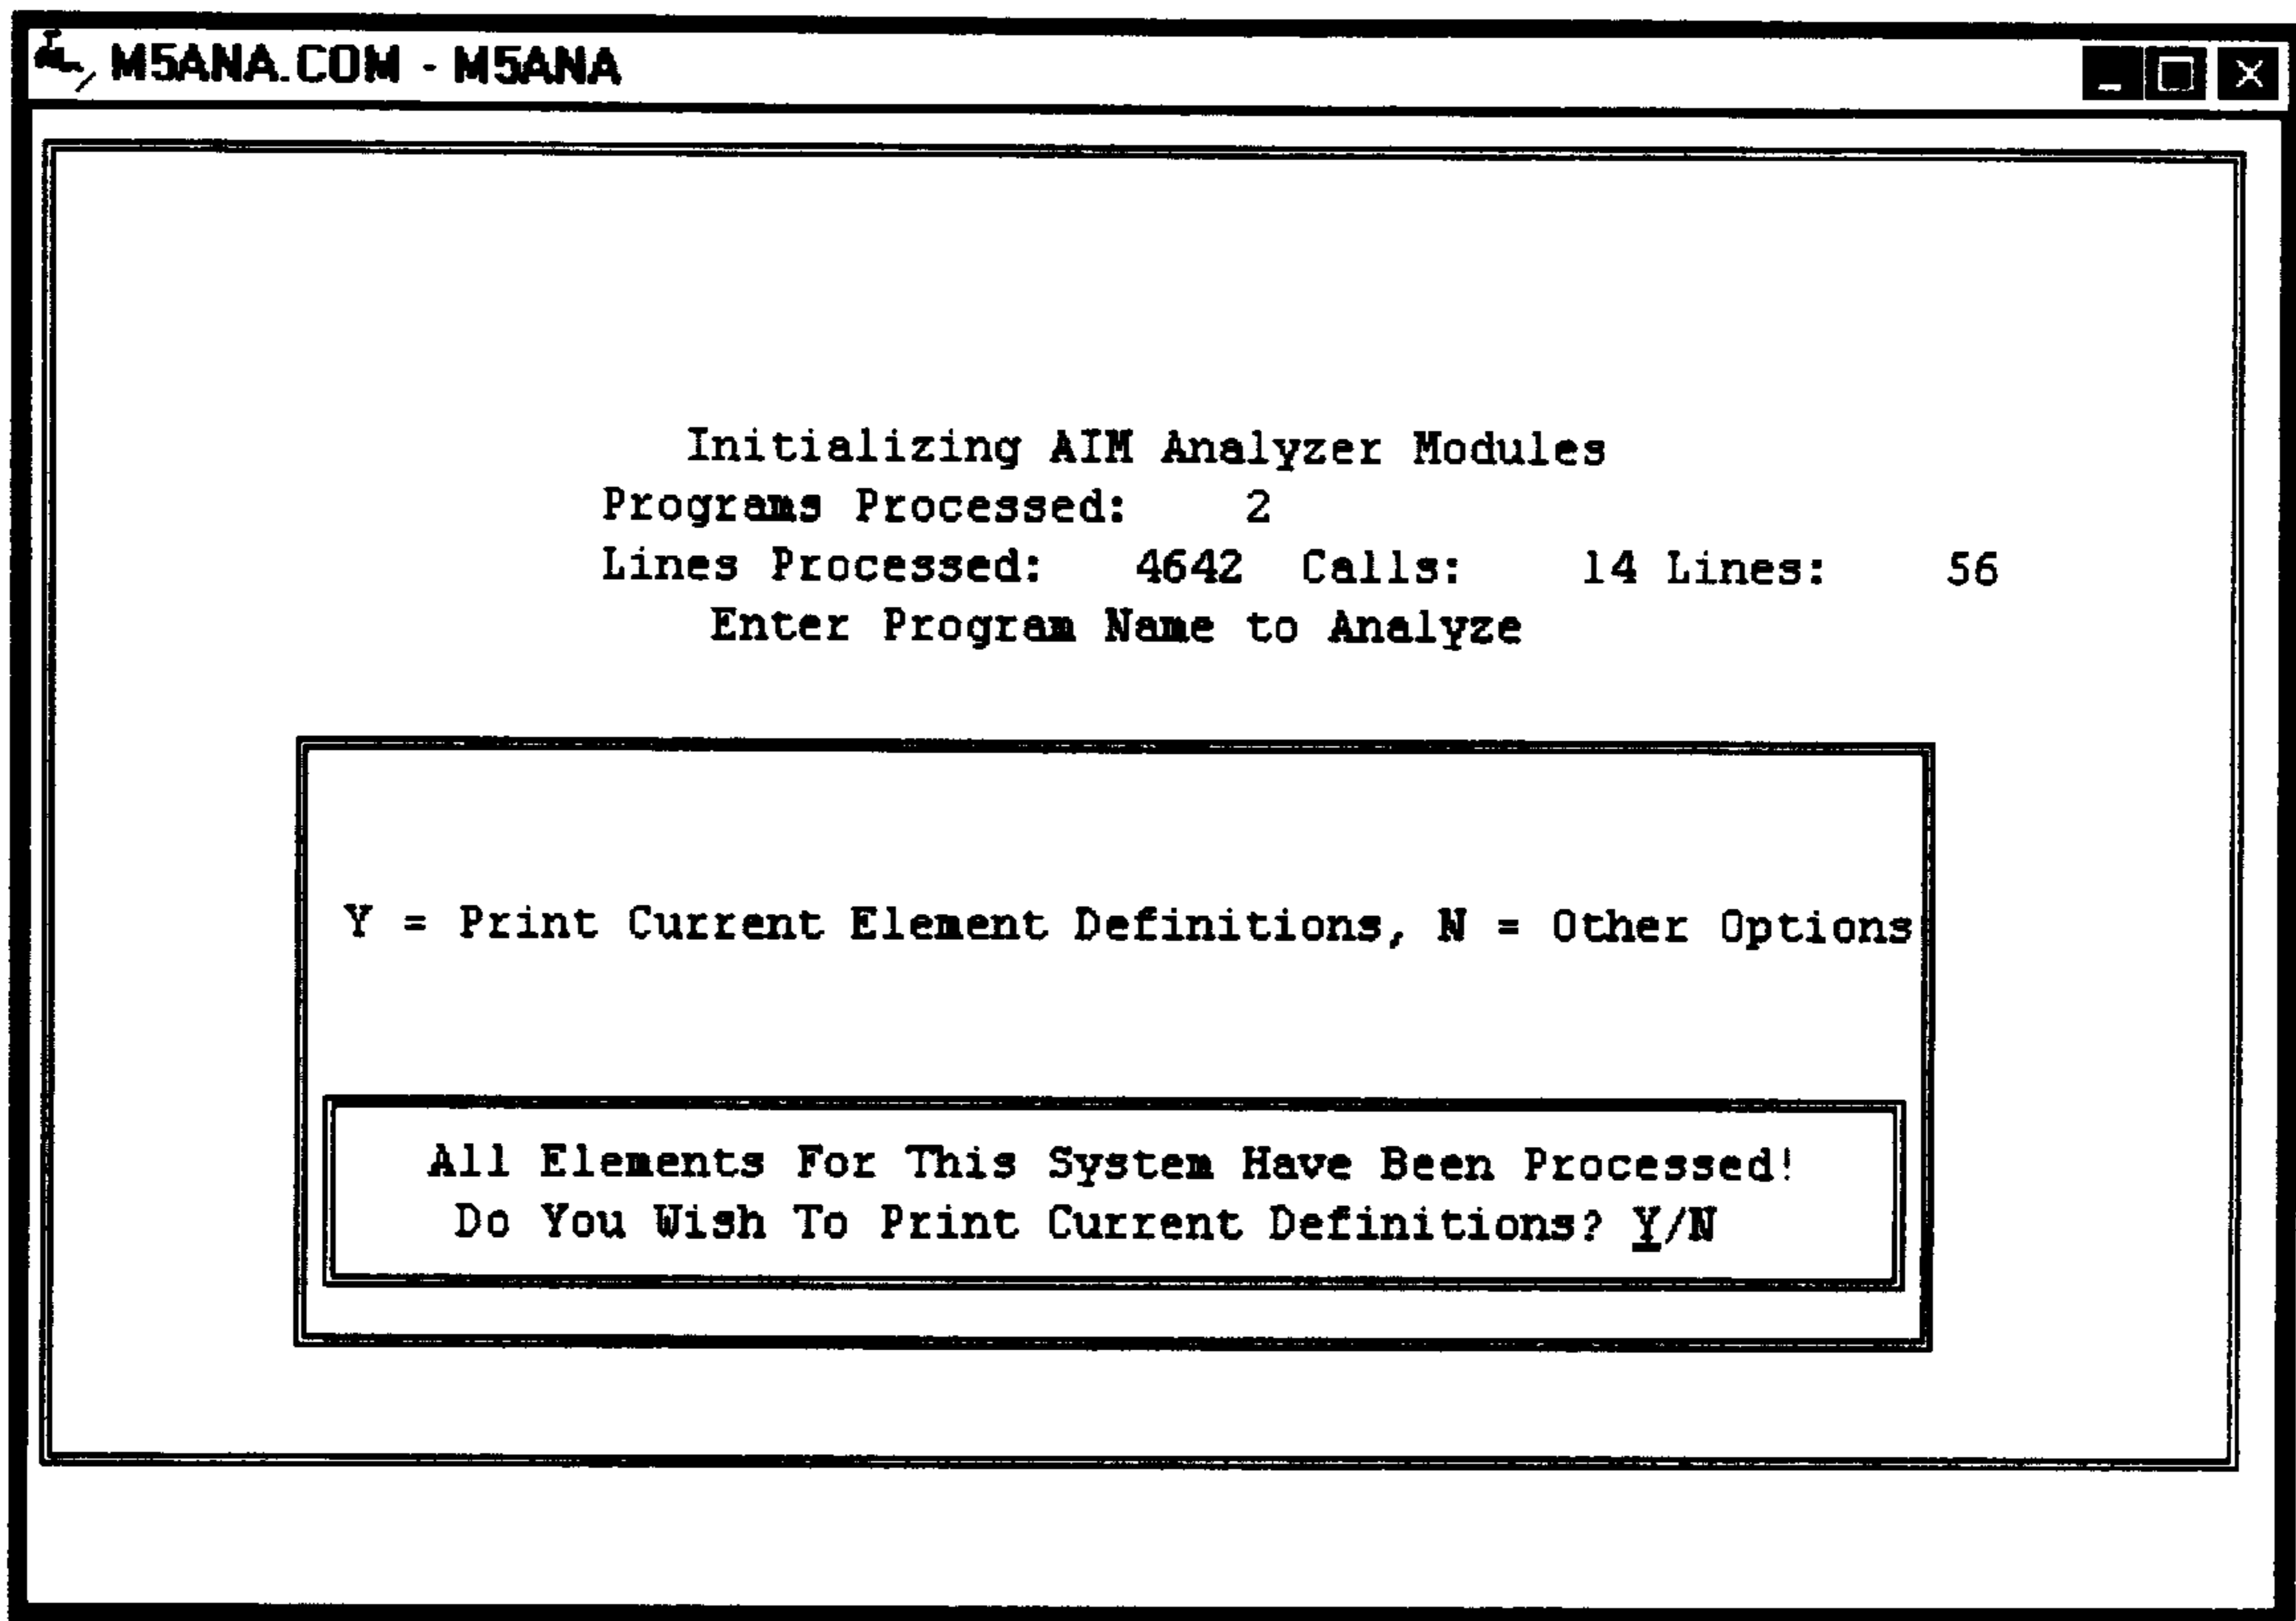 M5ANA.COM - M5ANA
Initializing AIM Analyzer Modules
Programs Processed: 2
Lines Processed: 4642 Calls: 14 Lines: 56
Enter Program Name to Analyze
Y = Print Current Element Definitions, N = Other Options
All Elements For This System Have Been Processed!
Do You Wish To Print Current Definitions? Y/N